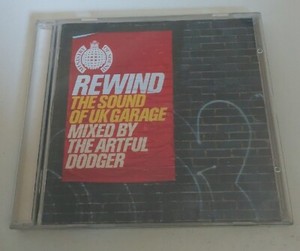 REWIND
THE SOUND
OF UK GARAGE
MIXED BY
THE ARTFUL
DODGER